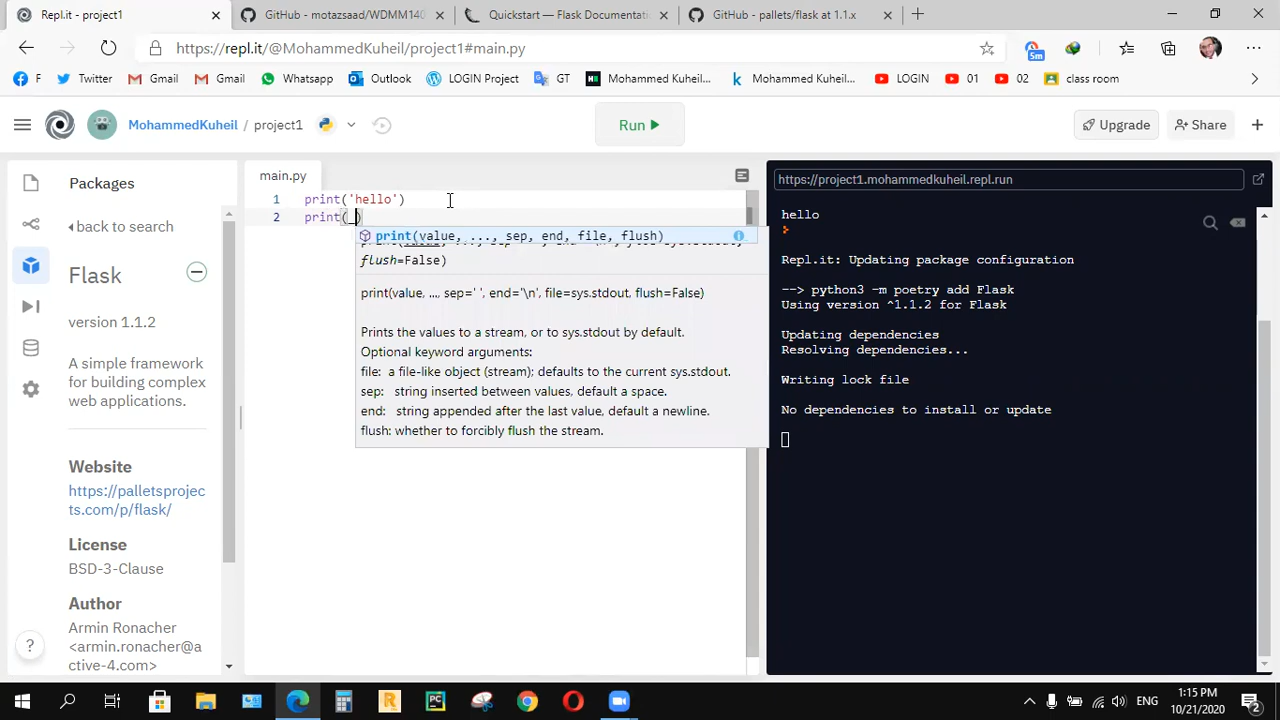 Repl.it - project1
GitHub - motazsaad/WDMM140
Quickstart — Flask Documentati
GitHub - pallets/flask at 1.1.x
https://repl.it/@MohammedKuheil/project1#main.py
5m
F
Twitter
Gmail
Gmail
Whatsapp
Outlook
LOGIN Project
GT
Mohammed Kuheil...
Mohammed Kuheil...
LOGIN
01
02
class room
MohammedKuheil / project1
Run
Upgrade
Share
Packages
back to search
Flask
version 1.1.2
A simple framework
for building complex
web applications.
Website
https://palletsprojec
ts.com/p/flask/
License
BSD-3-Clause
Author
Armin Ronacher
<armin.ronacher@a
ctive-4.com>
?
main.py
1 print('hello')
2 print(_)
print(value, ..., sep, end, file, flush)
flush=False)
print(value, ..., sep=' ', end='\n', file=sys.stdout, flush=False)
Prints the values to a stream, or to sys.stdout by default.
Optional keyword arguments:
file: a file-like object (stream); defaults to the current sys.stdout.
sep: string inserted between values, default a space.
end: string appended after the last value, default a newline.
flush: whether to forcibly flush the stream.
https://project1.mohammedkuheil.repl.run
hello
Repl.it: Updating package configuration
--> python3 -m poetry add Flask
Using version ^1.1.2 for Flask
Updating dependencies
Resolving dependencies...
Writing lock file
No dependencies to install or update
ENG
1:15 PM
10/21/2020
2